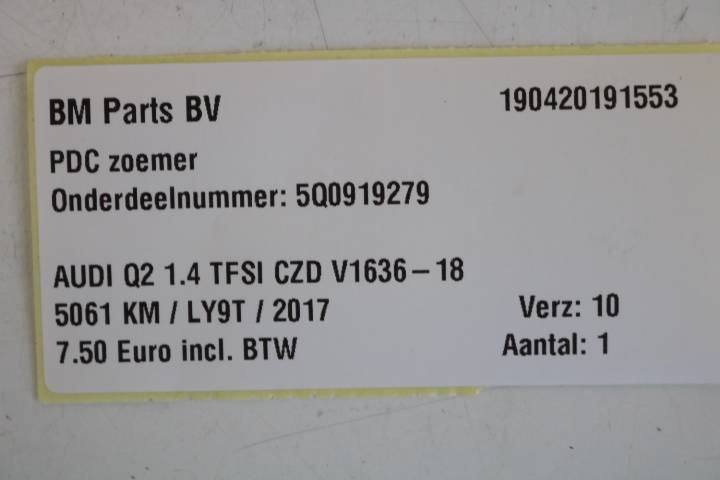 BM Parts BV 190420191553
PDC zoemer
Onderdeelnummer: 5Q0919279
AUDI Q2 1.4 TFSI CZD V1636-18
5061 KM / LY9T / 2017 Verz: 10
7.50 Euro incl. BTW Aantal: 1